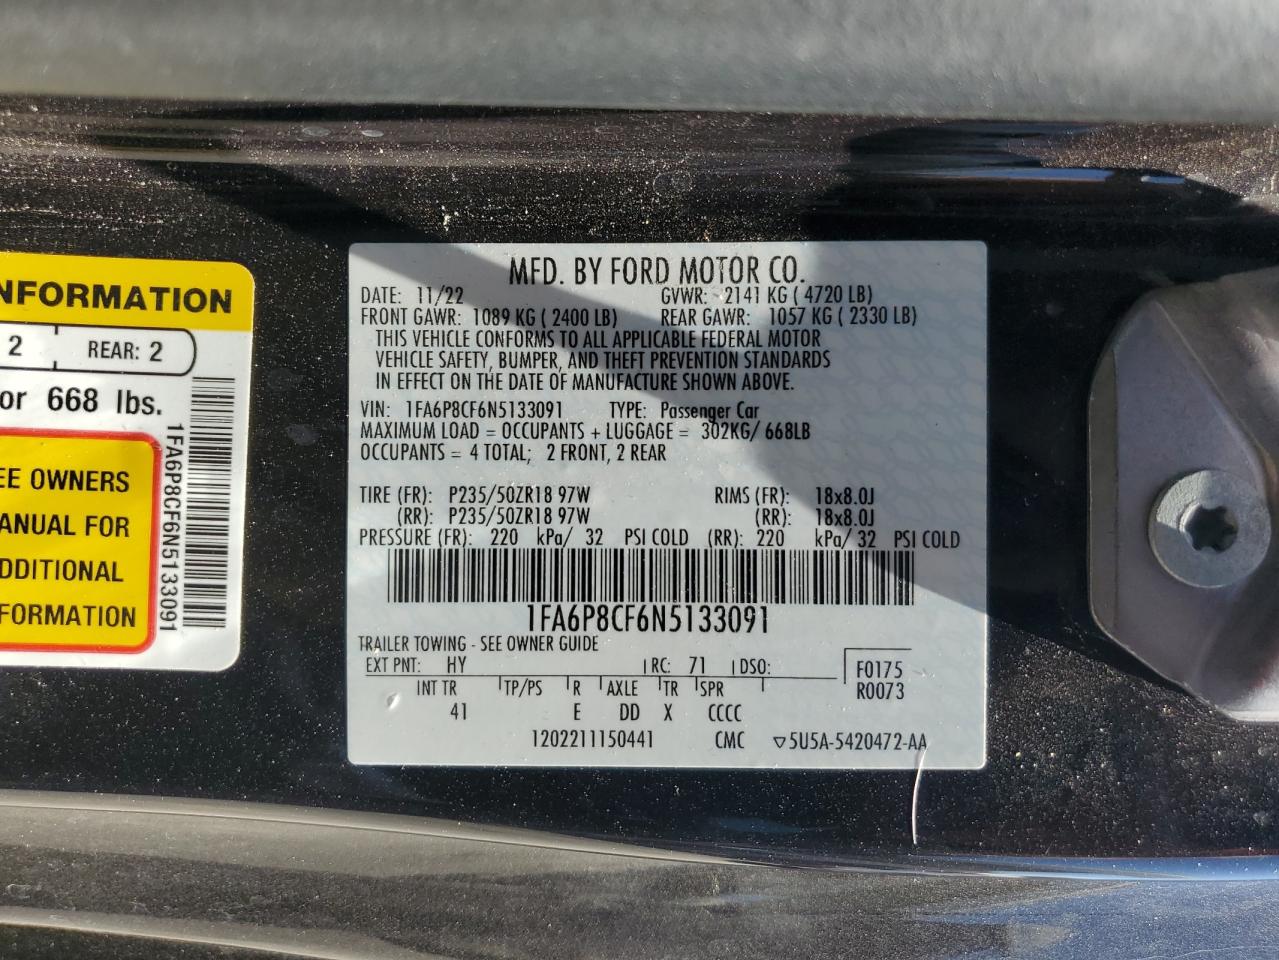 NFORMATION
2 REAR: 2
or 668 lbs.
EE OWNERS
ANUAL FOR
DDITIONAL
FORMATION
1FA6P8CF6N5133091
MFD. BY FORD MOTOR CO.
DATE: 11/22 GVWR: 2141 KG ( 4720 LB)
FRONT GAWR: 1089 KG ( 2400 LB) REAR GAWR: 1057 KG ( 2330 LB)
THIS VEHICLE CONFORMS TO ALL APPLICABLE FEDERAL MOTOR
VEHICLE SAFETY, BUMPER, AND THEFT PREVENTION STANDARDS
IN EFFECT ON THE DATE OF MANUFACTURE SHOWN ABOVE.
VIN: 1FA6P8CF6N5133091 TYPE: Passenger Car
MAXIMUM LOAD = OCCUPANTS + LUGGAGE = 302KG/ 668LB
OCCUPANTS = 4 TOTAL; 2 FRONT, 2 REAR
TIRE (FR): P235/50ZR18 97W RIMS (FR): 18x8.0J
(RR): P235/50ZR18 97W (RR): 18x8.0J
PRESSURE (FR): 220 kPa/ 32 PSI COLD (RR): 220 kPa/ 32 PSI COLD
1FA6P8CF6N5133091
TRAILER TOWING - SEE OWNER GUIDE
EXT PNT: HY RC: 71 DSO: F0175
INT TR TP/PS R AXLE TR SPR R0073
41 E DD X CCCC
1202211150441 CMC ▽5U5A-5420472-AA